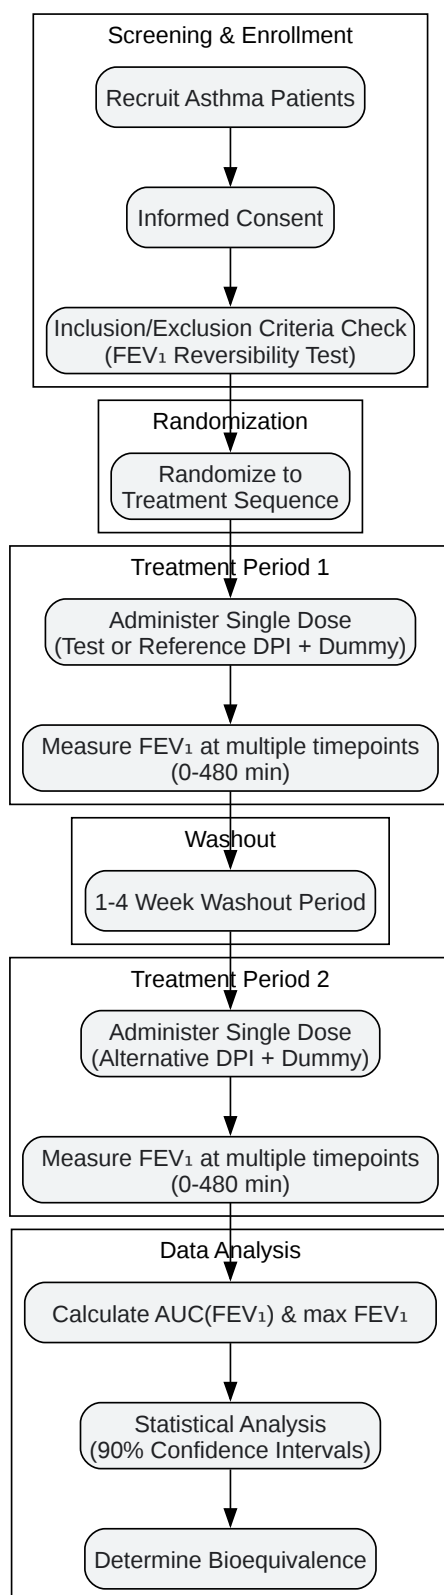 Screening & Enrollment
Recruit Asthma Patients
Informed Consent
Inclusion/Exclusion Criteria Check
(FEV₁ Reversibility Test)
Randomization
Randomize to
Treatment Sequence
Treatment Period 1
Administer Single Dose
(Test or Reference DPI + Dummy)
Measure FEV₁ at multiple timepoints
(0-480 min)
Washout
1-4 Week Washout Period
Treatment Period 2
Administer Single Dose
(Alternative DPI + Dummy)
Measure FEV₁ at multiple timepoints
(0-480 min)
Data Analysis
Calculate AUC(FEV₁) & max FEV₁
Statistical Analysis
(90% Confidence Intervals)
Determine Bioequivalence